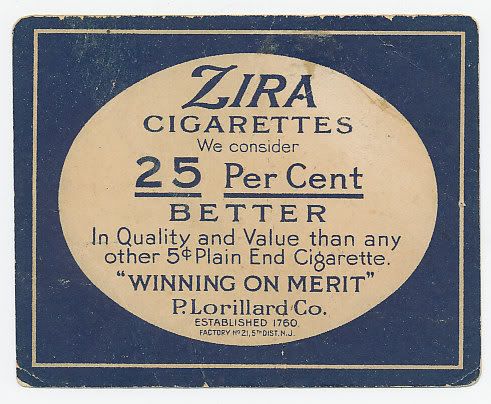 ZIRA
CIGARETTES
We consider
25 Per Cent
BETTER
In Quality and Value than any
other 5¢ Plain End Cigarette.
"WINNING ON MERIT"
P. Lorillard Co.
ESTABLISHED 1760.
FACTORY Nº 21, 5TH DIST. N.J.